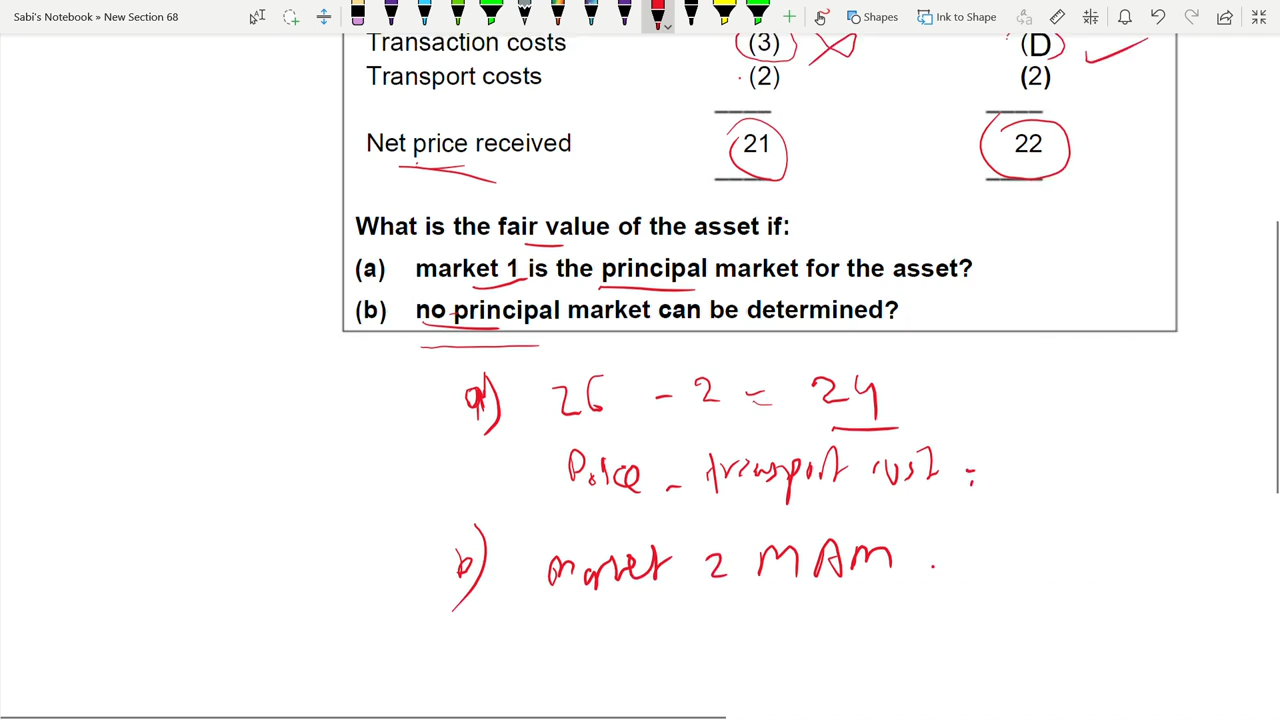 Sabi's Notebook » New Section 68
Shapes
Ink to Shape
Transaction costs (3) (D)
Transport costs (2) (2)
Net price received 21 22
What is the fair value of the asset if:
(a) market 1 is the principal market for the asset?
(b) no principal market can be determined?
a) 26 - 2 = 24
Price - transport cost =
b) market 2 MAM.